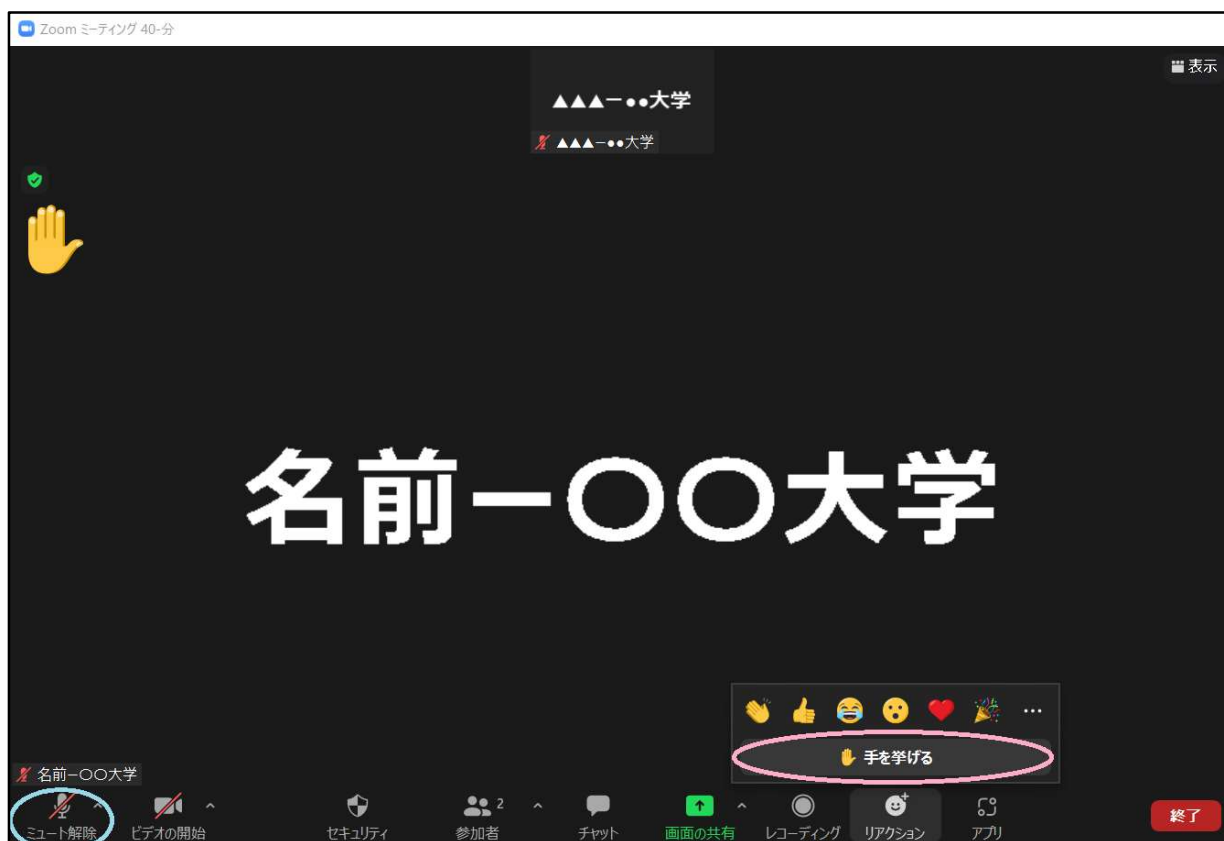 Zoom ミーティング 40-分
表示
▲▲▲ー●●大学
▲▲▲ー●●大学
名前ー〇〇大学
手を挙げる
名前ー〇〇大学
ミュート解除
ビデオの開始
セキュリティ
2
参加者
チャット
画面の共有
レコーディング
リアクション
アプリ
終了